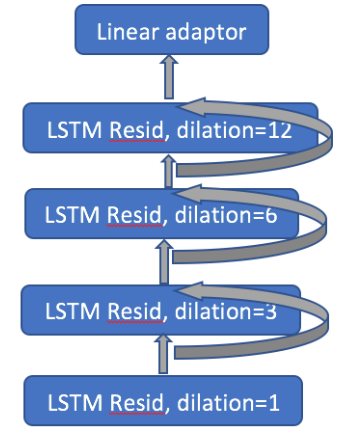 Linear adaptor
LSTM Resid, dilation=12
LSTM Resid, dilation=6
LSTM Resid, dilation=3
LSTM Resid, dilation=1